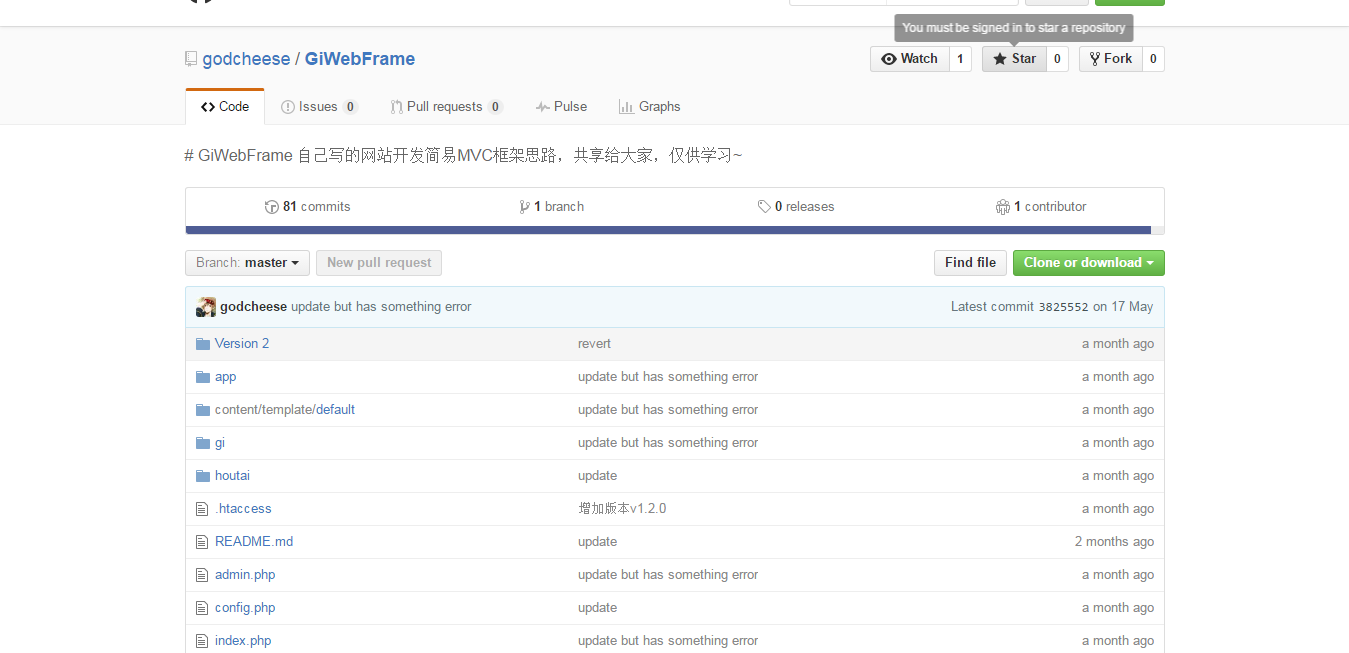 You must be signed in to star a repository
godcheese / GiWebFrame
Watch 1 Star 0 Fork 0
Code Issues 0 Pull requests 0 Pulse Graphs
# GiWebFrame 自己写的网站开发简易MVC框架思路，共享给大家，仅供学习~
81 commits 1 branch 0 releases 1 contributor
Branch: master New pull request Find file Clone or download
godcheese update but has something error Latest commit 3825552 on 17 May
Version 2 revert a month ago
app update but has something error a month ago
content/template/default update but has something error a month ago
gi update but has something error a month ago
houtai update a month ago
.htaccess 增加版本v1.2.0 a month ago
README.md update 2 months ago
admin.php update but has something error a month ago
config.php update a month ago
index.php update but has something error a month ago